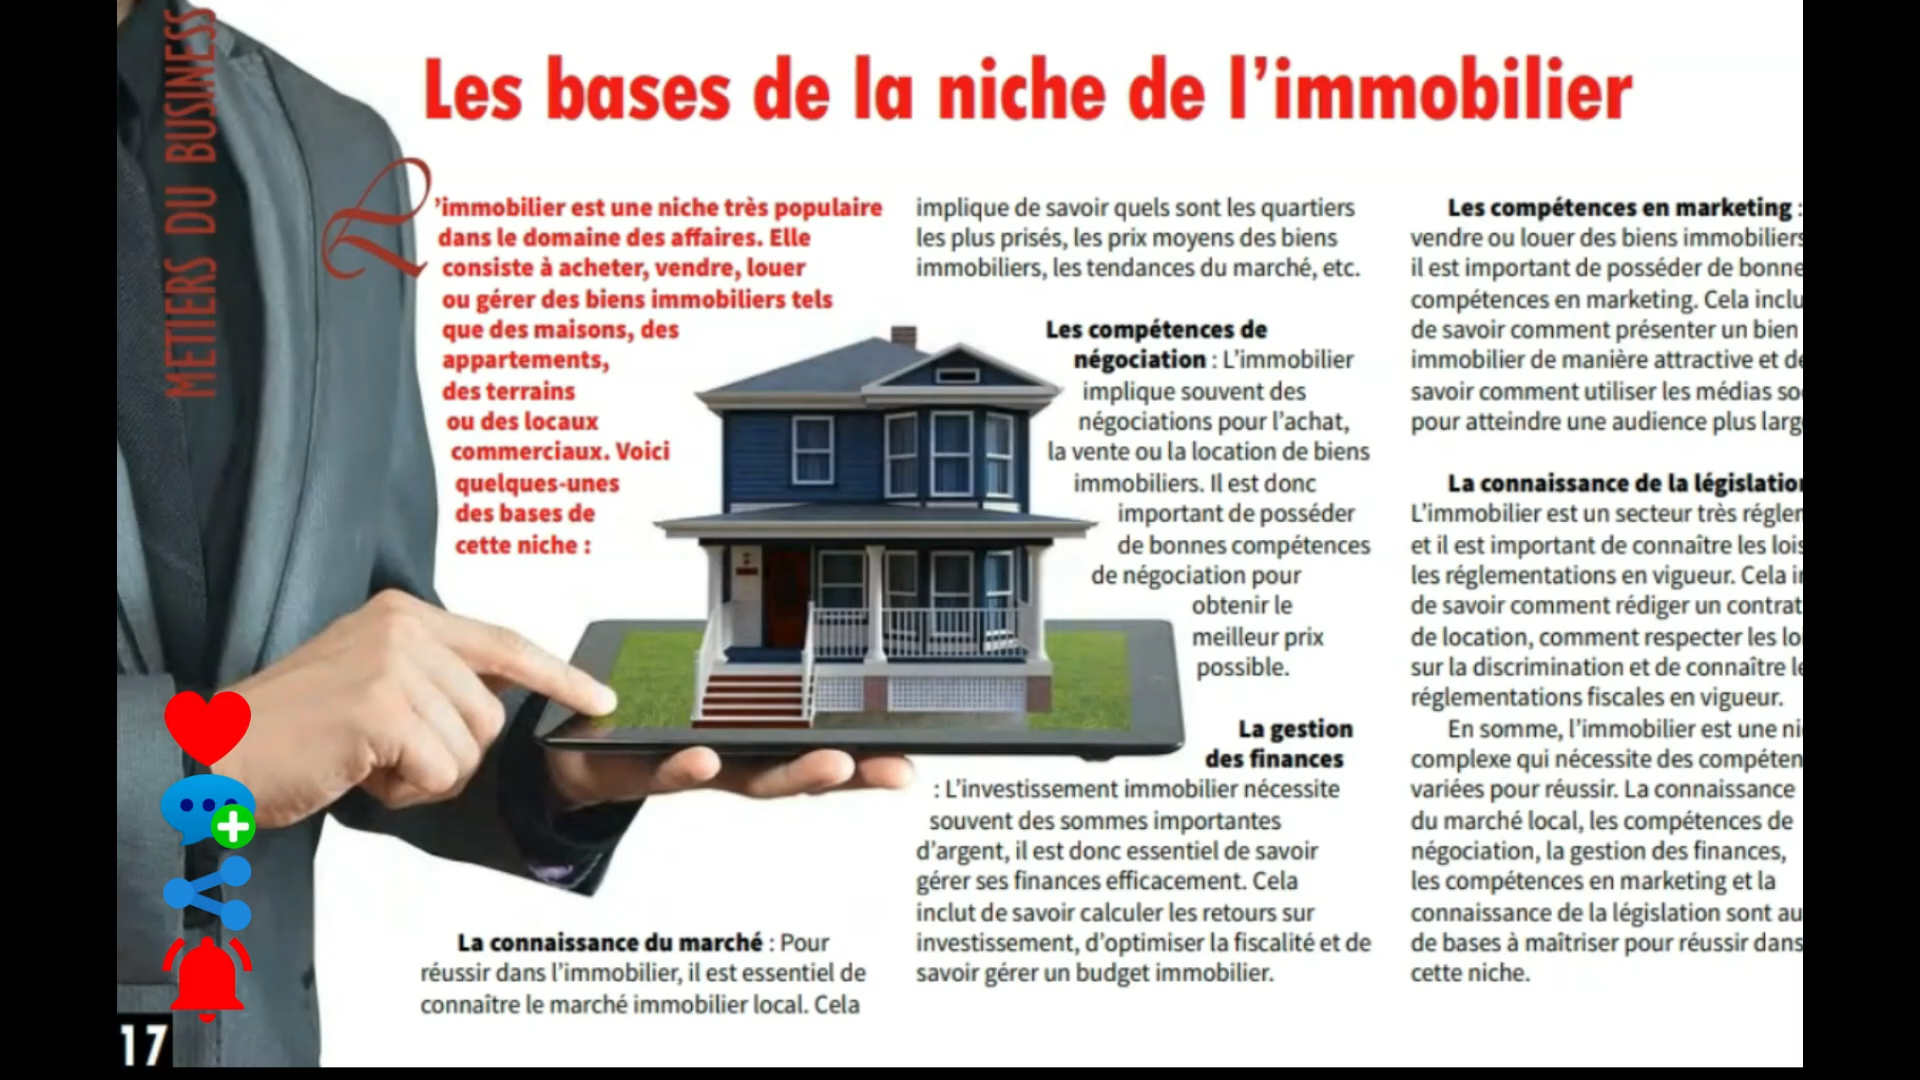 METIERS DU BUSINESS
Les bases de la niche de l'immobilier
L'immobilier est une niche très populaire
dans le domaine des affaires. Elle
consiste à acheter, vendre, louer
ou gérer des biens immobiliers tels
que des maisons, des
appartements,
des terrains
ou des locaux
commerciaux. Voici
quelques-unes
des bases de
cette niche :
La connaissance du marché : Pour
réussir dans l'immobilier, il est essentiel de
connaître le marché immobilier local. Cela
implique de savoir quels sont les quartiers
les plus prisés, les prix moyens des biens
immobiliers, les tendances du marché, etc.
Les compétences de
négociation : L'immobilier
implique souvent des
négociations pour l'achat,
la vente ou la location de biens
immobiliers. Il est donc
important de posséder
de bonnes compétences
de négociation pour
obtenir le
meilleur prix
possible.
La gestion
des finances
: L'investissement immobilier nécessite
souvent des sommes importantes
d'argent, il est donc essentiel de savoir
gérer ses finances efficacement. Cela
inclut de savoir calculer les retours sur
investissement, d'optimiser la fiscalité et de
savoir gérer un budget immobilier.
Les compétences en marketing :
vendre ou louer des biens immobiliers
il est important de posséder de bonne
compétences en marketing. Cela inclu
de savoir comment présenter un bien
immobilier de manière attractive et de
savoir comment utiliser les médias so
pour atteindre une audience plus larg
La connaissance de la législation
L'immobilier est un secteur très régle
et il est important de connaître les lois
les réglementations en vigueur. Cela i
de savoir comment rédiger un contrat
de location, comment respecter les lo
sur la discrimination et de connaître le
réglementations fiscales en vigueur.
En somme, l'immobilier est une ni
complexe qui nécessite des compéten
variées pour réussir. La connaissance
du marché local, les compétences de
négociation, la gestion des finances,
les compétences en marketing et la
connaissance de la législation sont au
de bases à maîtriser pour réussir dans
cette niche.
17